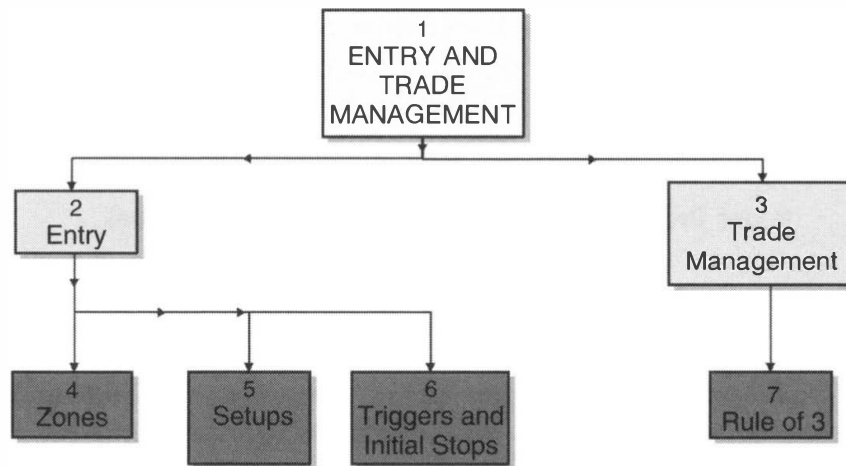 1
ENTRY AND
TRADE
MANAGEMENT
2
Entry
3
Trade
Management
4
Zones
5
Setups
6
Triggers and
Initial Stops
7
Rule of 3